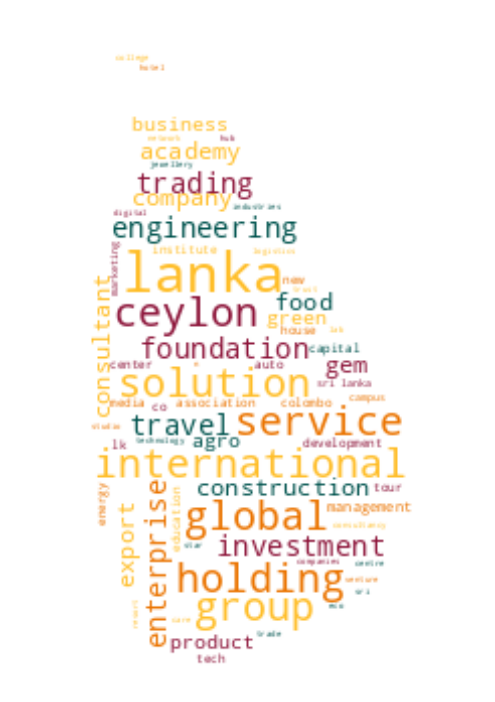 college
hotel
business
network hub
academy
jewellery
trading
company industries
digital
engineering
marketing
institute logistics
lanka new
trust
ceylon food
consultant
green
house lab
foundation capital
center auto gem
solution sri lanka
campus
media co association colombo
studio travel service
lk technology agro development
international
energy construction tour
export enterprise education
global management
consultancy
star investment
companies centre
holding venture
sri
resort group eco
care
trade
product
tech